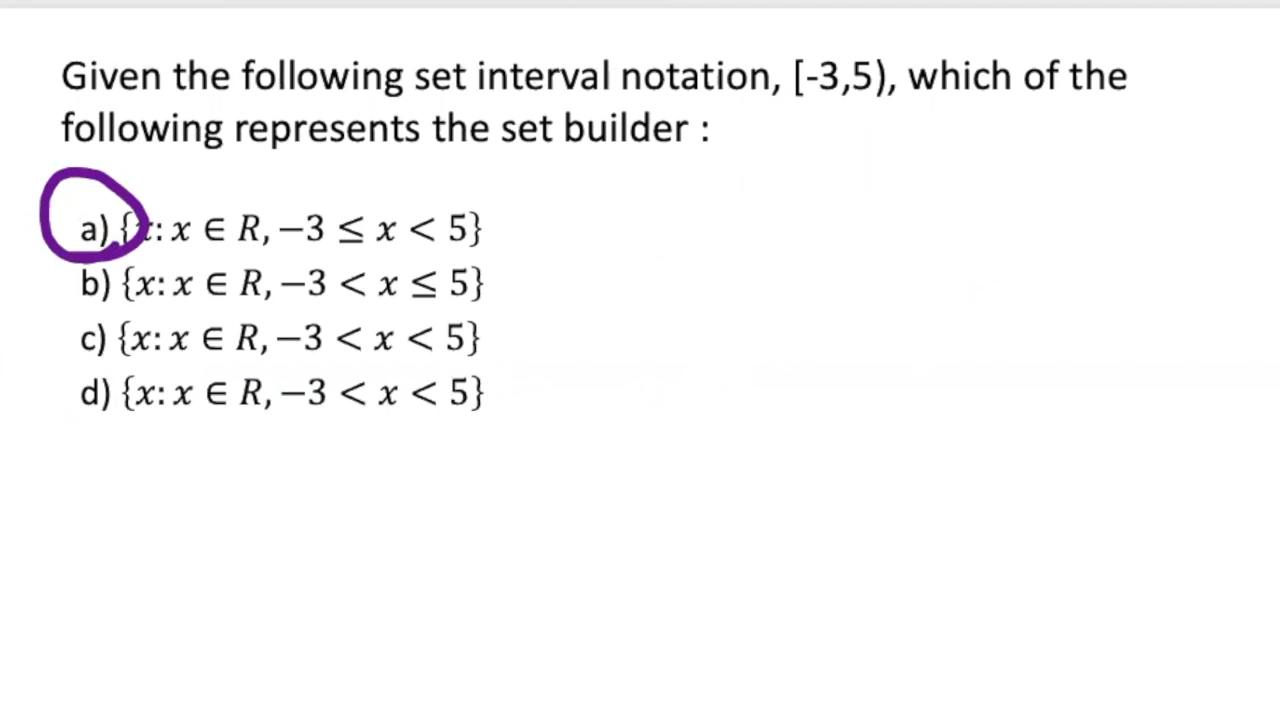 Given the following set interval notation, [-3,5), which of the
following represents the set builder :
a) {x: x ∈ R, −3 ≤ x < 5}
b) {x: x ∈ R, −3 < x ≤ 5}
c) {x: x ∈ R, −3 < x < 5}
d) {x: x ∈ R, −3 < x < 5}